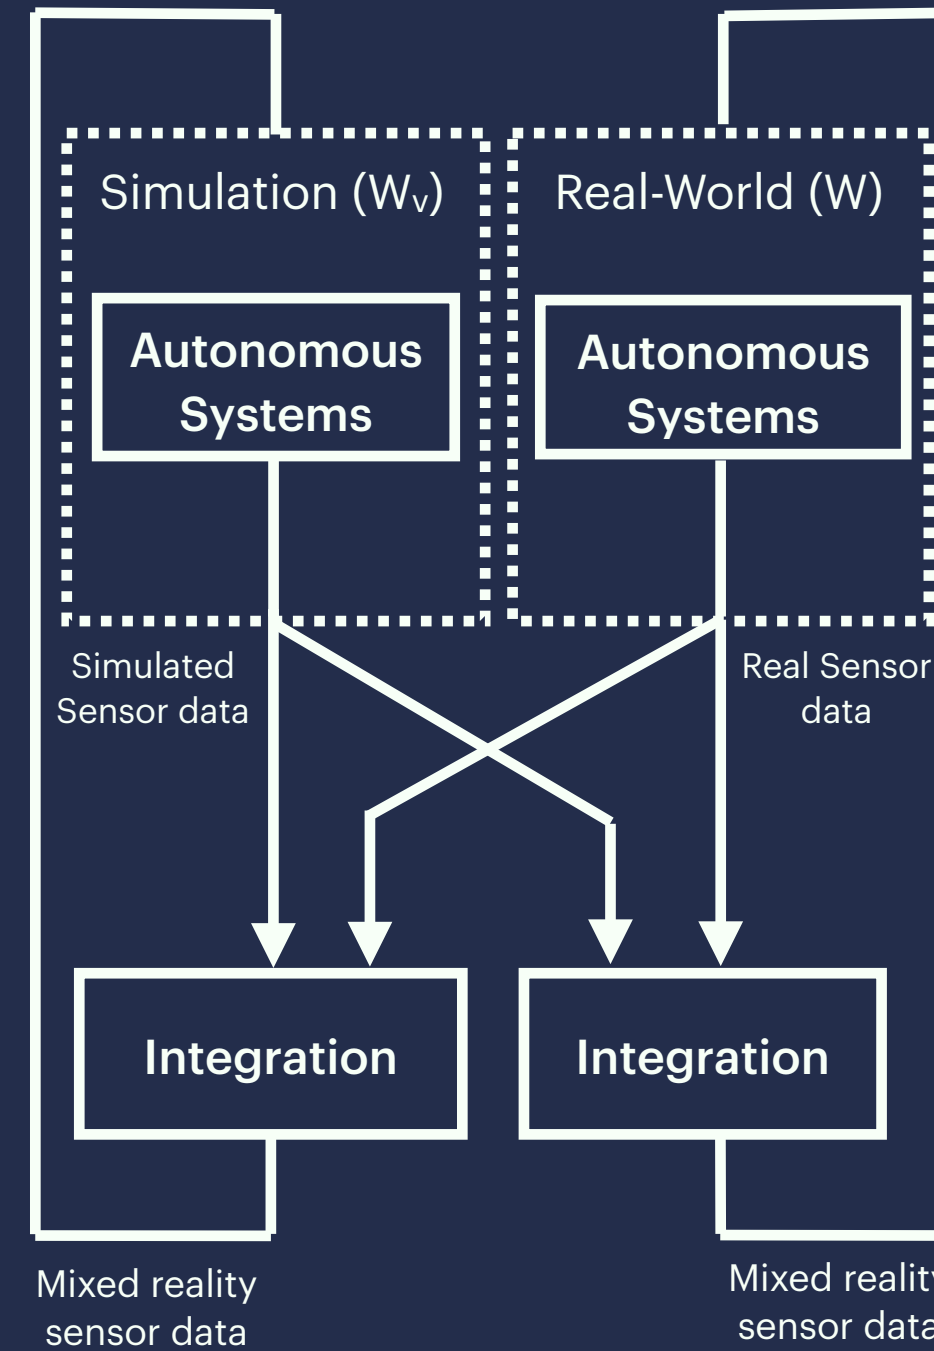 Simulation (Wᵥ)
Real-World (W)
Autonomous
Systems
Autonomous
Systems
Simulated
Sensor data
Real Sensor
data
Integration
Integration
Mixed reality
sensor data
Mixed reality
sensor data